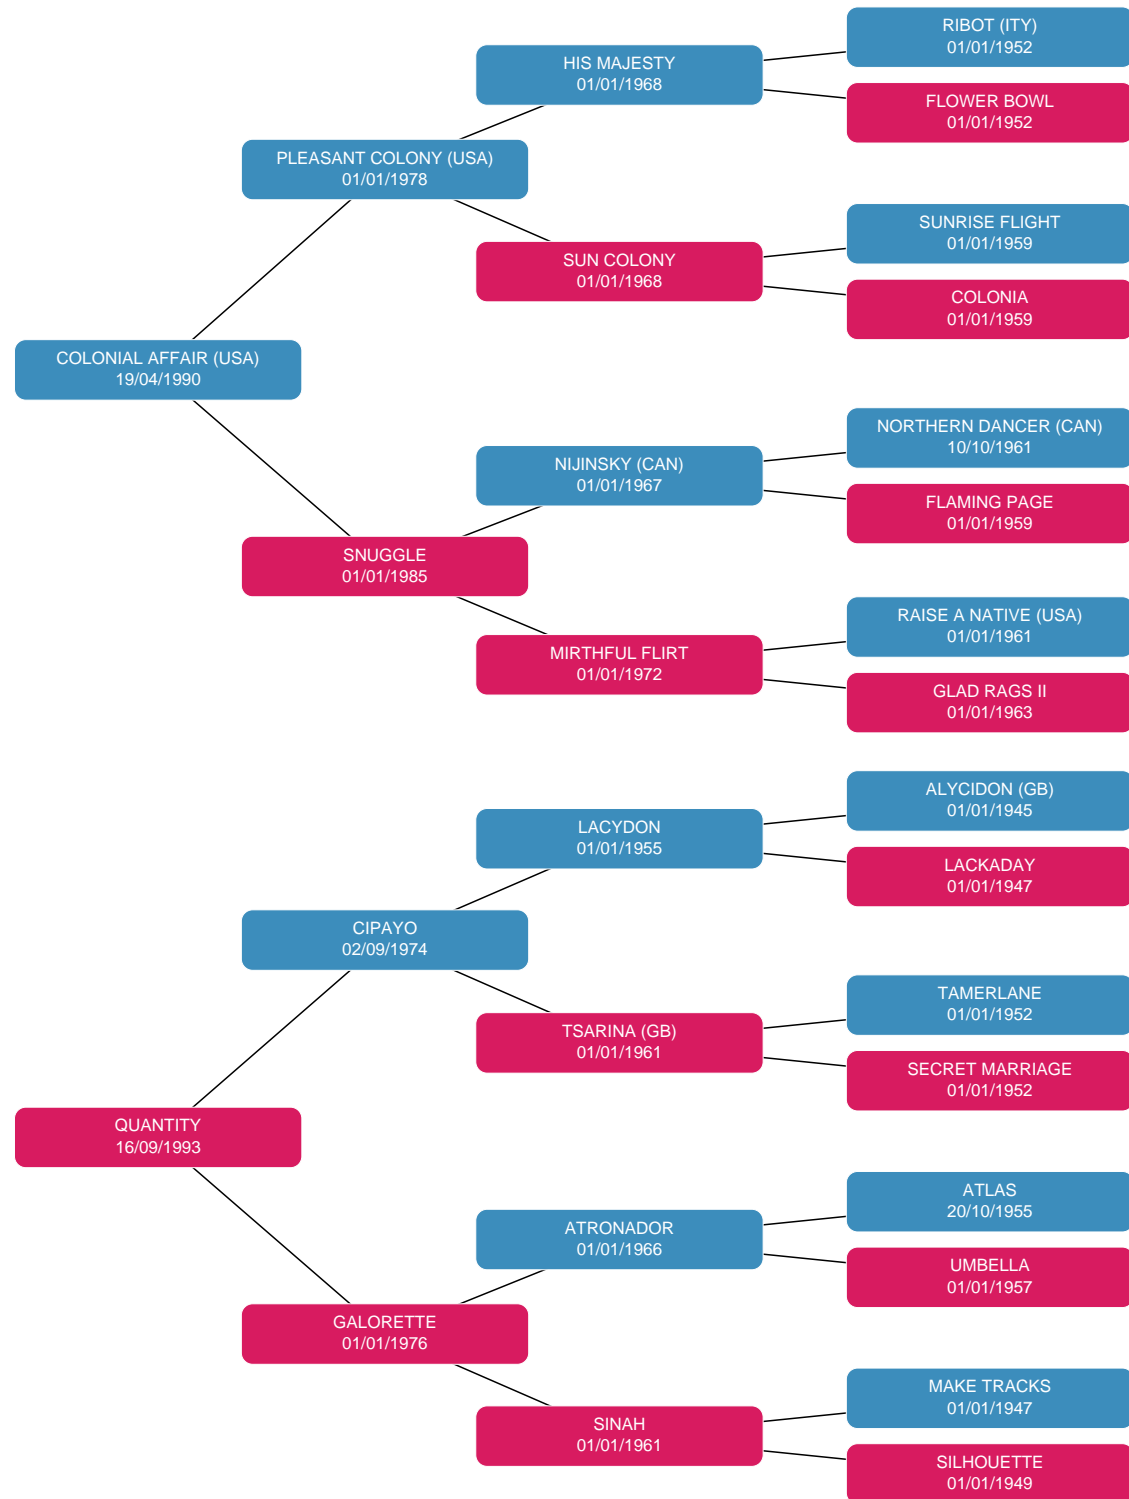 RIBOT (ITY)
01/01/1952
HIS MAJESTY
01/01/1968
FLOWER BOWL
01/01/1952
PLEASANT COLONY (USA)
01/01/1978
SUNRISE FLIGHT
01/01/1959
SUN COLONY
01/01/1968
COLONIA
01/01/1959
COLONIAL AFFAIR (USA)
19/04/1990
NORTHERN DANCER (CAN)
10/10/1961
NIJINSKY (CAN)
01/01/1967
FLAMING PAGE
01/01/1959
SNUGGLE
01/01/1985
RAISE A NATIVE (USA)
01/01/1961
MIRTHFUL FLIRT
01/01/1972
GLAD RAGS II
01/01/1963
ALYCIDON (GB)
01/01/1945
LACYDON
01/01/1955
LACKADAY
01/01/1947
CIPAYO
02/09/1974
TAMERLANE
01/01/1952
TSARINA (GB)
01/01/1961
SECRET MARRIAGE
01/01/1952
QUANTITY
16/09/1993
ATLAS
20/10/1955
ATRONADOR
01/01/1966
UMBELLA
01/01/1957
GALORETTE
01/01/1976
MAKE TRACKS
01/01/1947
SINAH
01/01/1961
SILHOUETTE
01/01/1949